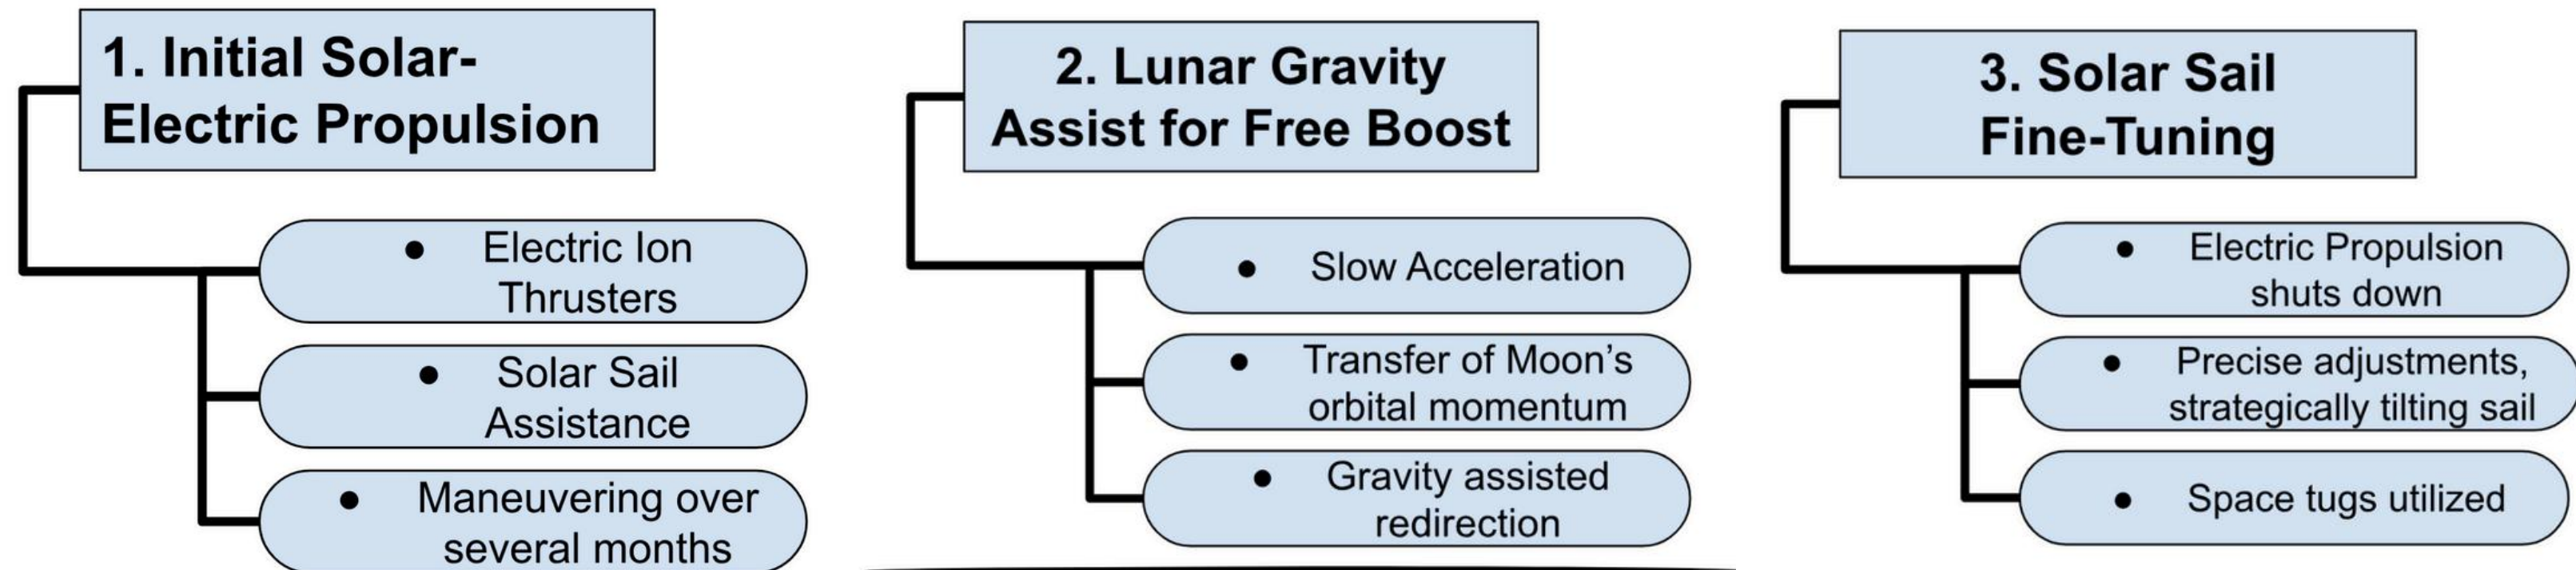 1. Initial Solar-
Electric Propulsion
● Electric Ion
Thrusters
● Solar Sail
Assistance
● Maneuvering over
several months
2. Lunar Gravity
Assist for Free Boost
● Slow Acceleration
● Transfer of Moon’s
orbital momentum
● Gravity assisted
redirection
3. Solar Sail
Fine-Tuning
● Electric Propulsion
shuts down
● Precise adjustments,
strategically tilting sail
● Space tugs utilized